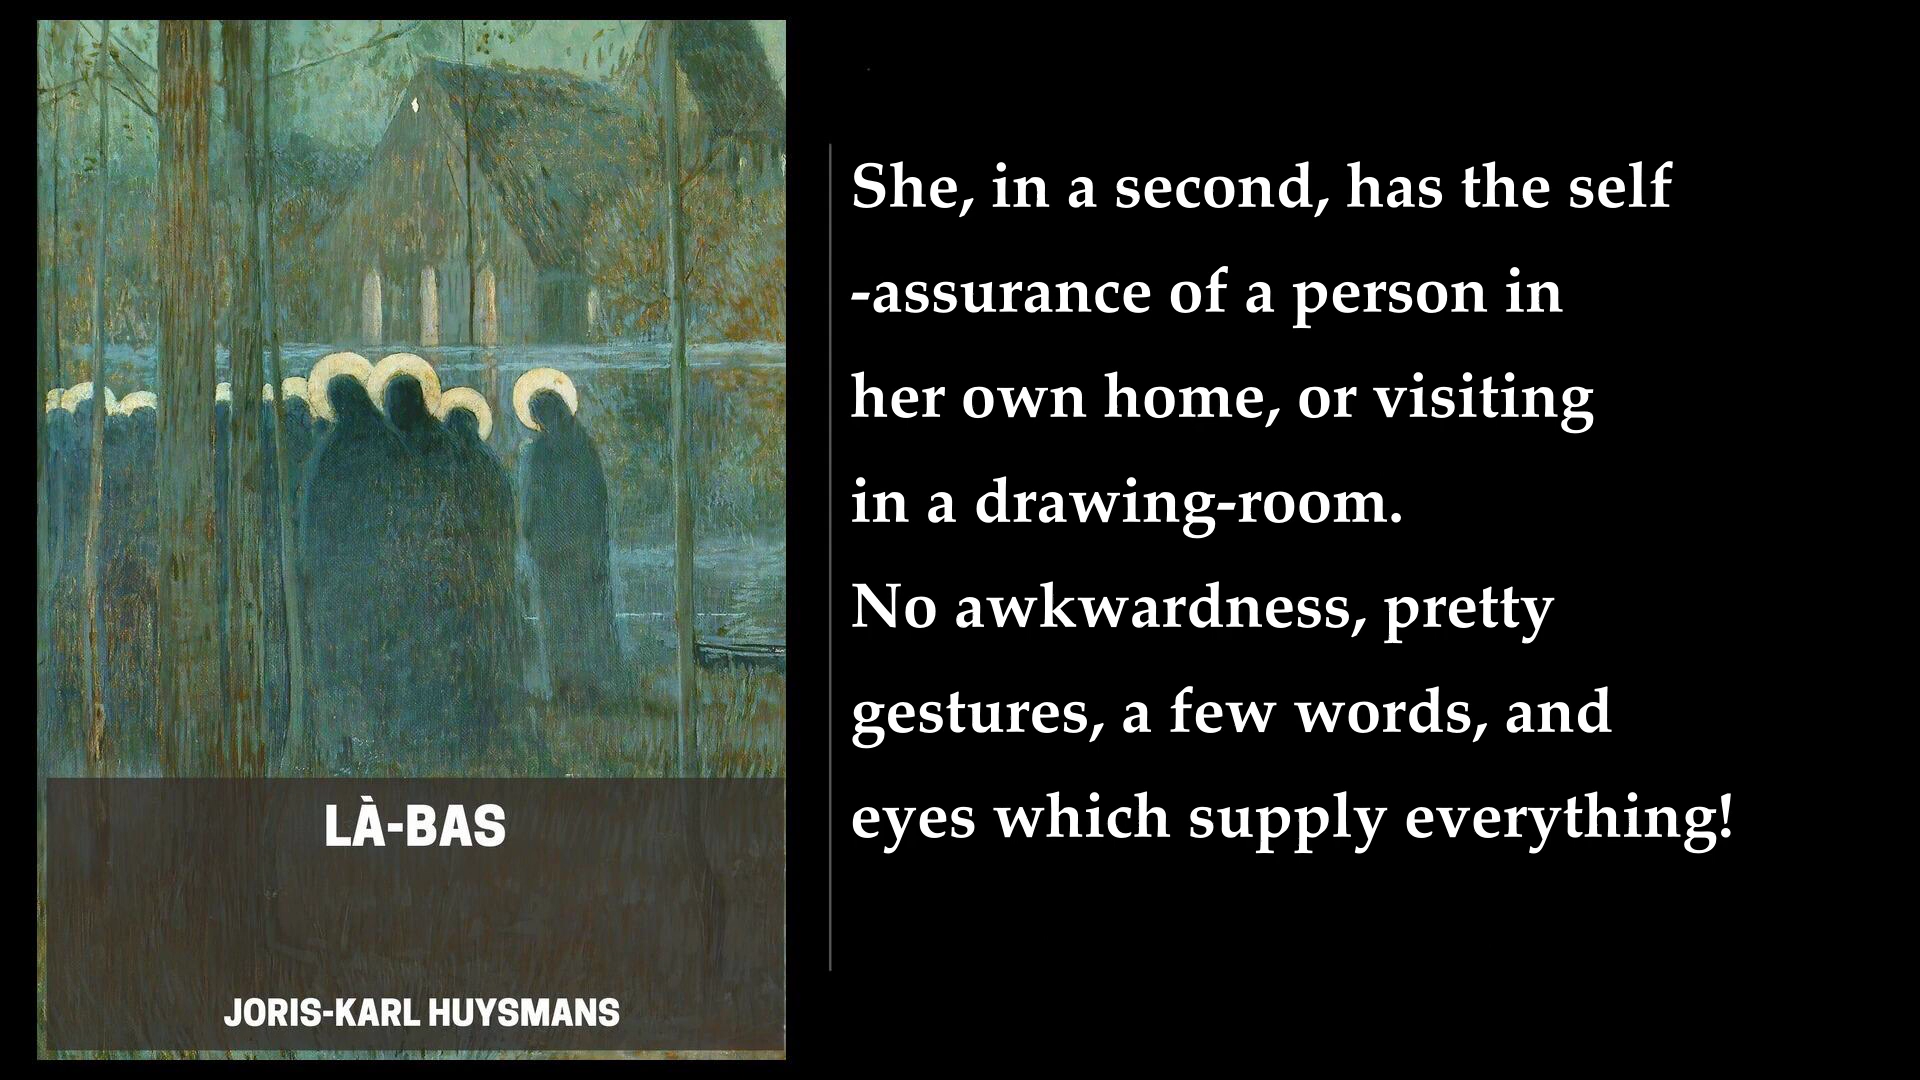 LÀ-BAS
JORIS-KARL HUYSMANS
She, in a second, has the self
-assurance of a person in
her own home, or visiting
in a drawing-room.
No awkwardness, pretty
gestures, a few words, and
eyes which supply everything!